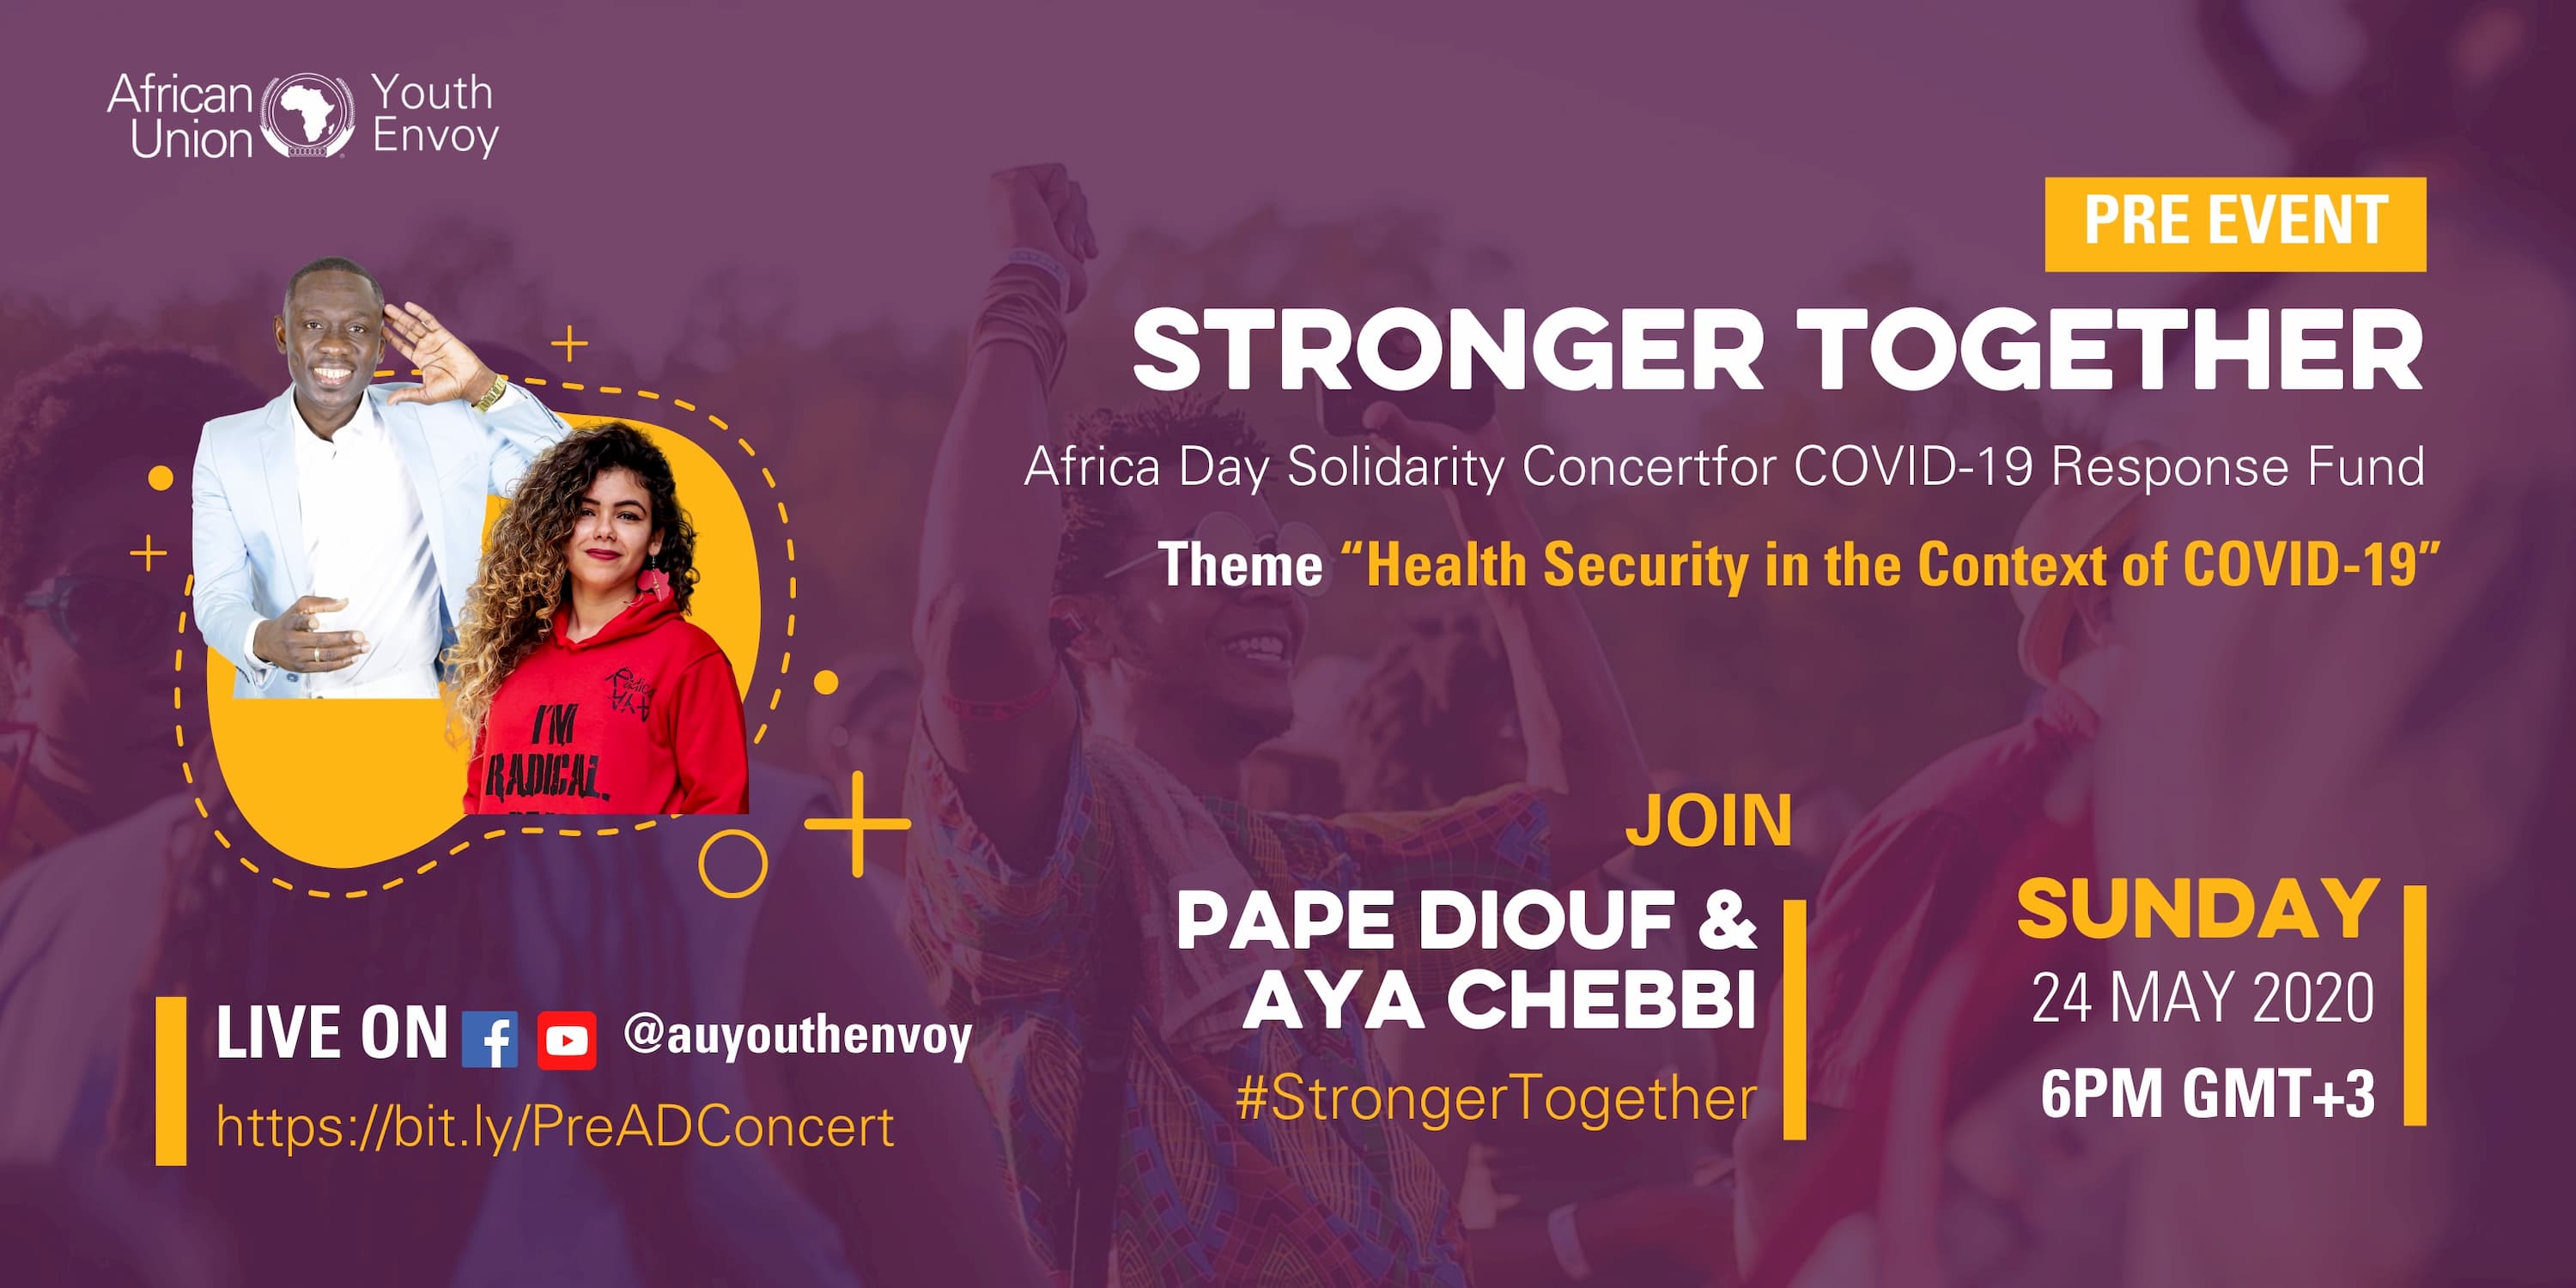 African Union
Youth Envoy
PRE EVENT
STRONGER TOGETHER
Africa Day Solidarity Concertfor COVID-19 Response Fund
Theme “Health Security in the Context of COVID-19”
I'M
RADICAL.
JOIN
PAPE DIOUF &
AYA CHEBBI
#StrongerTogether
SUNDAY
24 MAY 2020
6PM GMT+3
LIVE ON @auyouthenvoy
https://bit.ly/PreADConcert